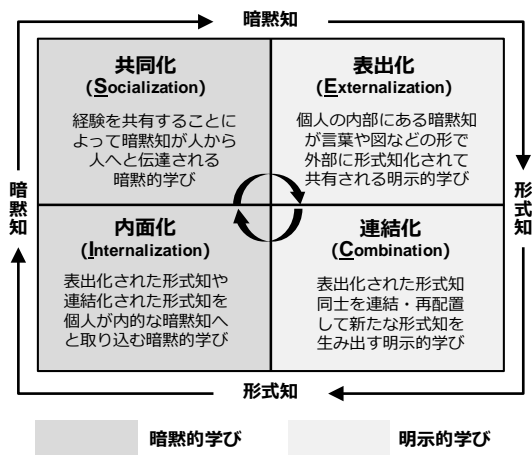 暗黙知
共同化
(Socialization)
経験を共有することに
よって暗黙知が人から
人へと伝達される
暗黙的学び
表出化
(Externalization)
個人の内部にある暗黙知
が言葉や図などの形で
外部に形式知化されて
共有される明示的学び
暗黙知
形式知
内面化
(Internalization)
表出化された形式知や
連結化された形式知を
個人が内的な暗黙知へ
と取り込む暗黙的学び
連結化
(Combination)
表出化された形式知
同士を連結・再配置
して新たな形式知を
生み出す明示的学び
形式知
暗黙的学び
明示的学び